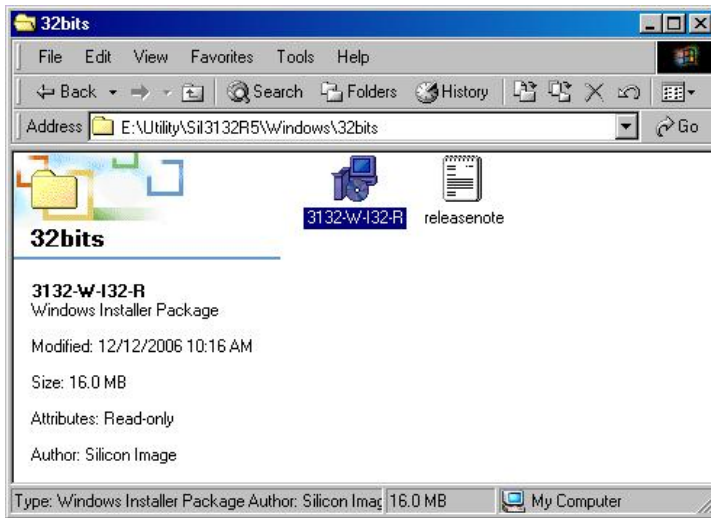 32bits
File Edit View Favorites Tools Help
Back Search Folders History
Address E:\Utility\SiI3132R5\Windows\32bits Go
3132-W-I32-R releasenote
32bits
3132-W-I32-R
Windows Installer Package
Modified: 12/12/2006 10:16 AM
Size: 16.0 MB
Attributes: Read-only
Author: Silicon Image
Type: Windows Installer Package Author: Silicon Imag 16.0 MB My Computer